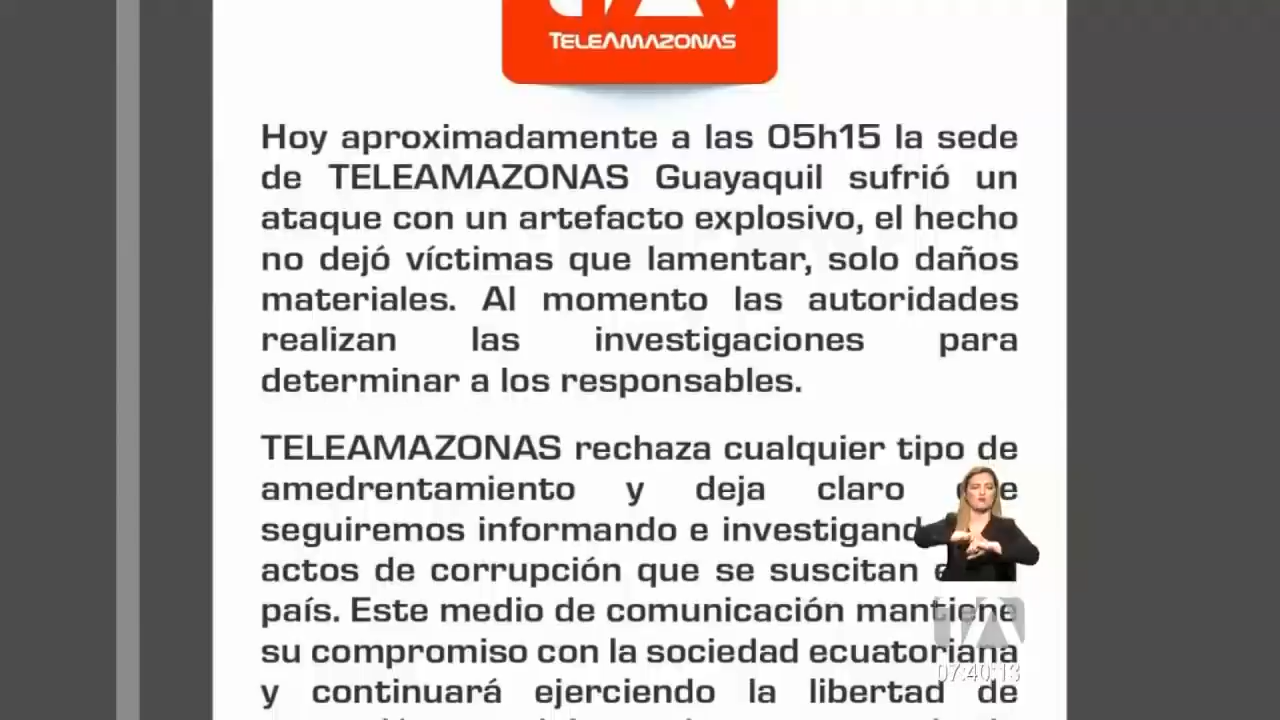 TELEAMAZONAS
Hoy aproximadamente a las 05h15 la sede
de TELEAMAZONAS Guayaquil sufrió un
ataque con un artefacto explosivo, el hecho
no dejó víctimas que lamentar, solo daños
materiales. Al momento las autoridades
realizan las investigaciones para
determinar a los responsables.
TELEAMAZONAS rechaza cualquier tipo de
amedrentamiento y deja claro
seguiremos informando e investigand
actos de corrupción que se suscitan
país. Este medio de comunicación mantiene
su compromiso con la sociedad ecuatoriana
y continuará ejerciendo la libertad de
07:40:13